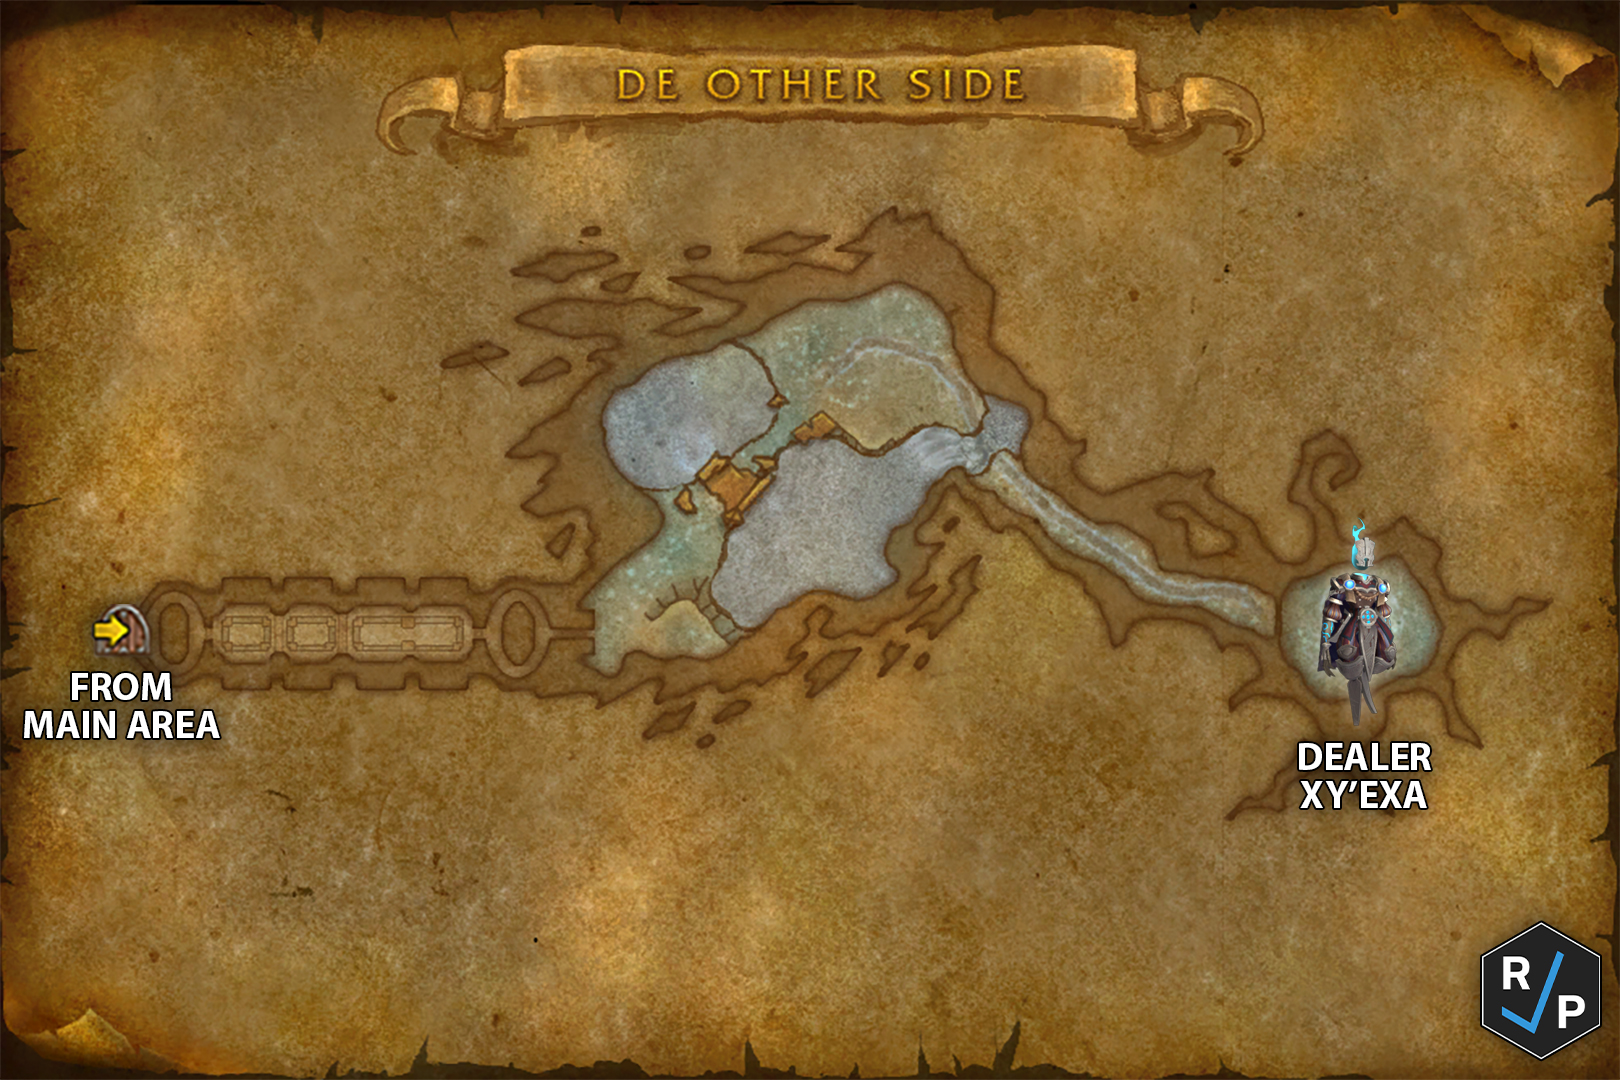 DE OTHER SIDE
FROM
MAIN AREA
DEALER
XY'EXA
R
P